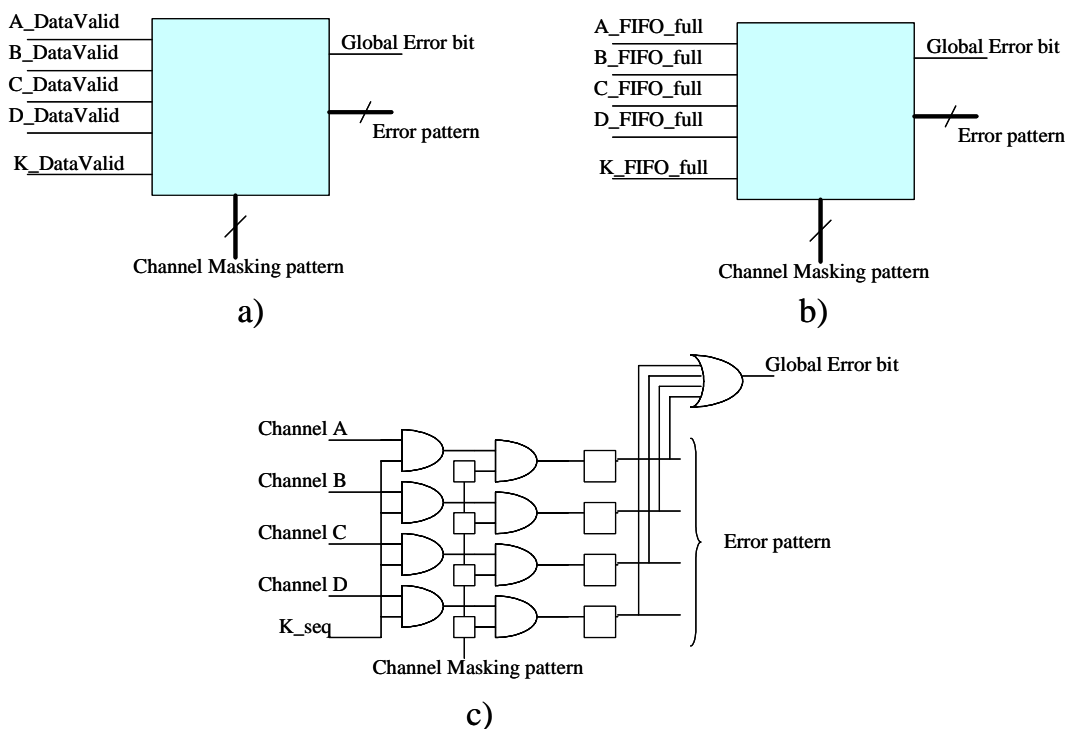 A_DataValid
B_DataValid
C_DataValid
D_DataValid
K_DataValid
Global Error bit
Error pattern
Channel Masking pattern
a)
A_FIFO_full
B_FIFO_full
C_FIFO_full
D_FIFO_full
K_FIFO_full
Global Error bit
Error pattern
Channel Masking pattern
b)
Global Error bit
Channel A
Channel B
Channel C
Channel D
K_seq
Error pattern
Channel Masking pattern
c)